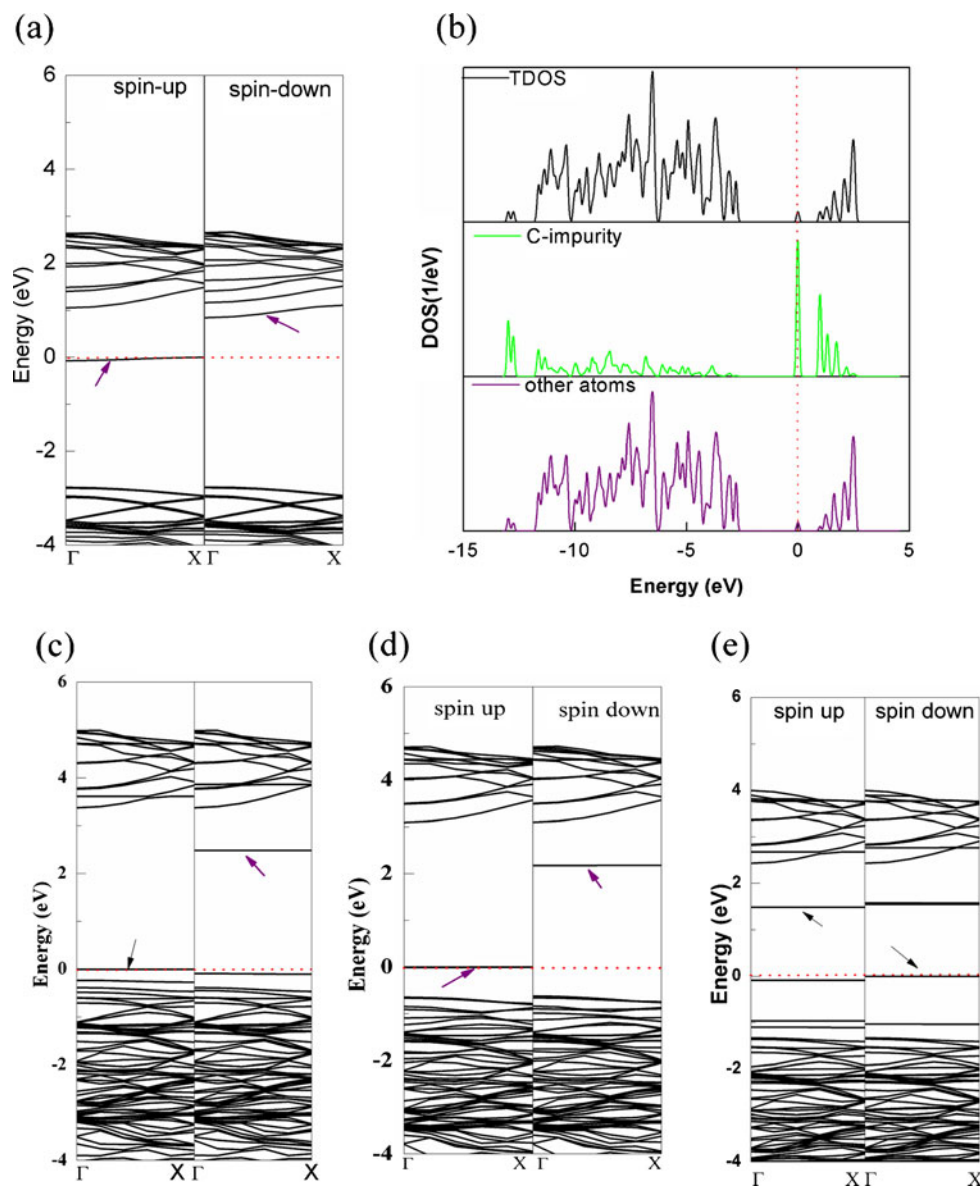 (a)
(b)
6
spin-up
spin-down
4
2
0
-2
-4
Energy (eV)
Γ
X
Γ
X
TDOS
C-impurity
other atoms
DOS(1/eV)
-15
-10
-5
0
5
Energy (eV)
(c)
(d)
(e)
6
4
2
0
-2
-4
Energy (eV)
Γ
X
Γ
X
6
spin up
spin down
4
2
0
-2
-4
Energy (eV)
Γ
X
Γ
X
6
spin up
spin down
4
2
0
-2
-4
Energy (eV)
Γ
X
Γ
X